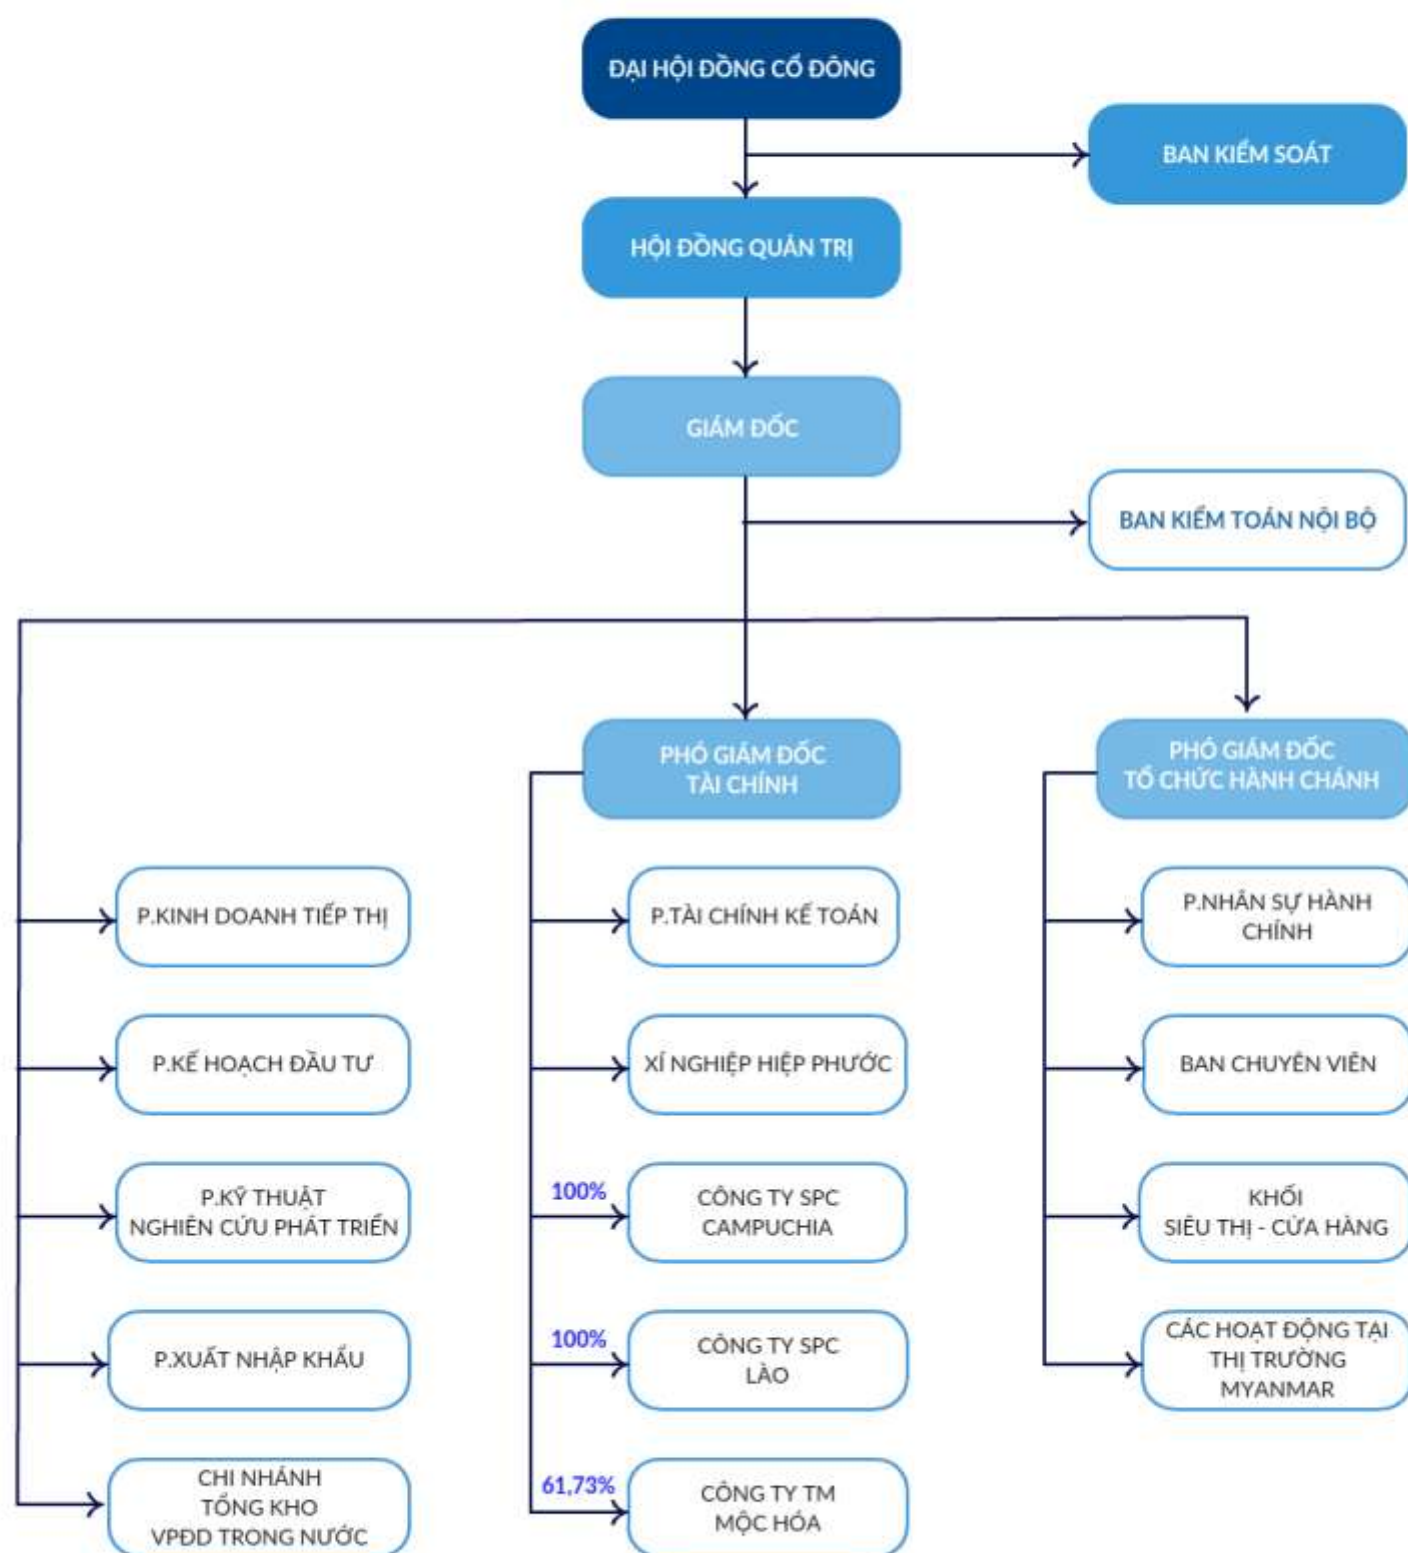 ĐẠI HỘI ĐỒNG CỔ ĐÔNG
BAN KIỂM SOÁT
HỘI ĐỒNG QUẢN TRỊ
GIÁM ĐỐC
BAN KIỂM TOÁN NỘI BỘ
PHÓ GIÁM ĐỐC
TÀI CHÍNH
PHÓ GIÁM ĐỐC
TỔ CHỨC HÀNH CHÁNH
P.KINH DOANH TIẾP THỊ
P.KẾ HOẠCH ĐẦU TƯ
P.KỸ THUẬT
NGHIÊN CỨU PHÁT TRIỂN
P.XUẤT NHẬP KHẨU
CHI NHÁNH
TỔNG KHO
VPĐD TRONG NƯỚC
P.TÀI CHÍNH KẾ TOÁN
XÍ NGHIỆP HIỆP PHƯỚC
100%
CÔNG TY SPC
CAMPUCHIA
100%
CÔNG TY SPC
LÀO
61,73%
CÔNG TY TM
MỘC HÓA
P.NHÂN SỰ HÀNH
CHÍNH
BAN CHUYÊN VIÊN
KHỐI
SIÊU THỊ - CỬA HÀNG
CÁC HOẠT ĐỘNG TẠI
THỊ TRƯỜNG
MYANMAR